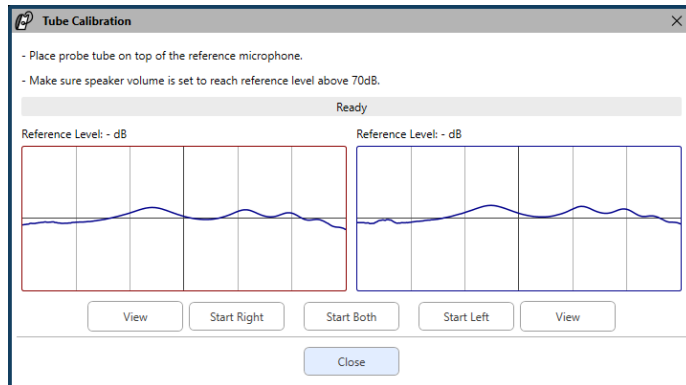 Tube Calibration
- Place probe tube on top of the reference microphone.
- Make sure speaker volume is set to reach reference level above 70dB.
Ready
Reference Level: - dB
Reference Level: - dB
View
Start Right
Start Both
Start Left
View
Close